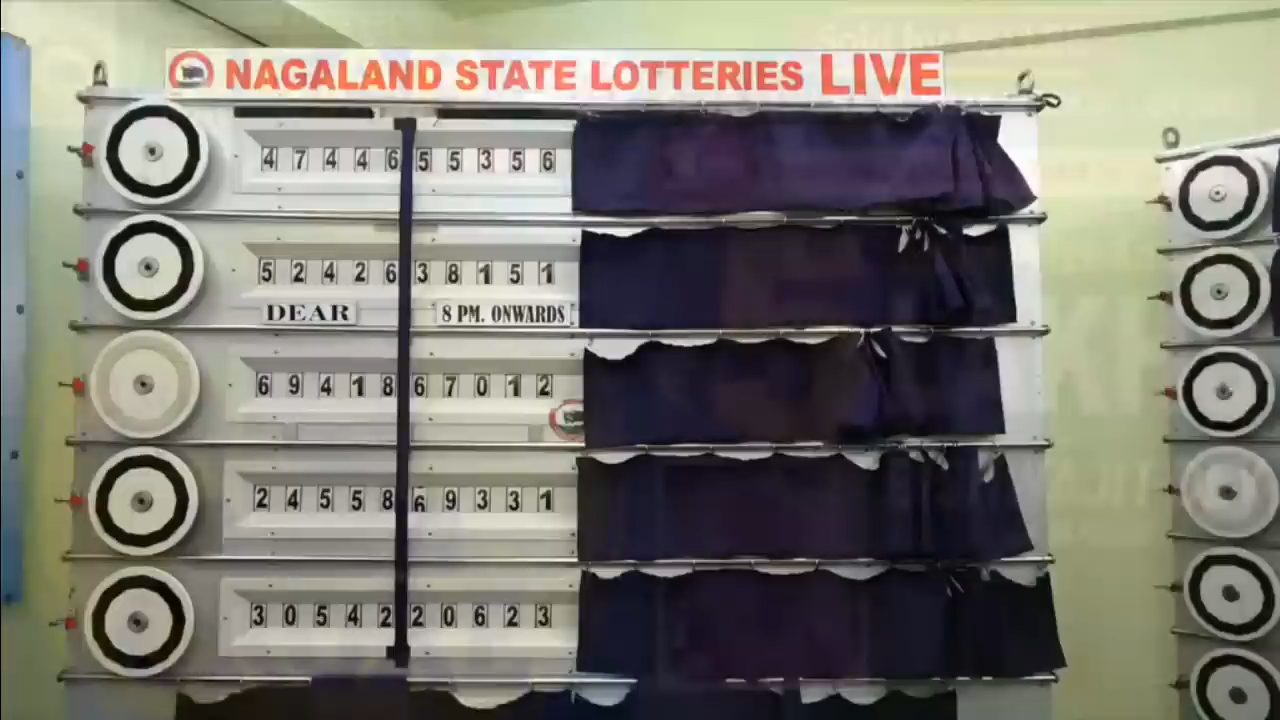 NAGALAND STATE LOTTERIES LIVE
4 7 4 4 6 5 5 3 5 6
5 2 4 2 6 3 8 1 5 1
DEAR 8 PM. ONWARDS
6 9 4 1 8 6 7 0 1 2
2 4 5 5 8 6 9 3 3 1
3 0 5 4 2 2 0 6 2 3